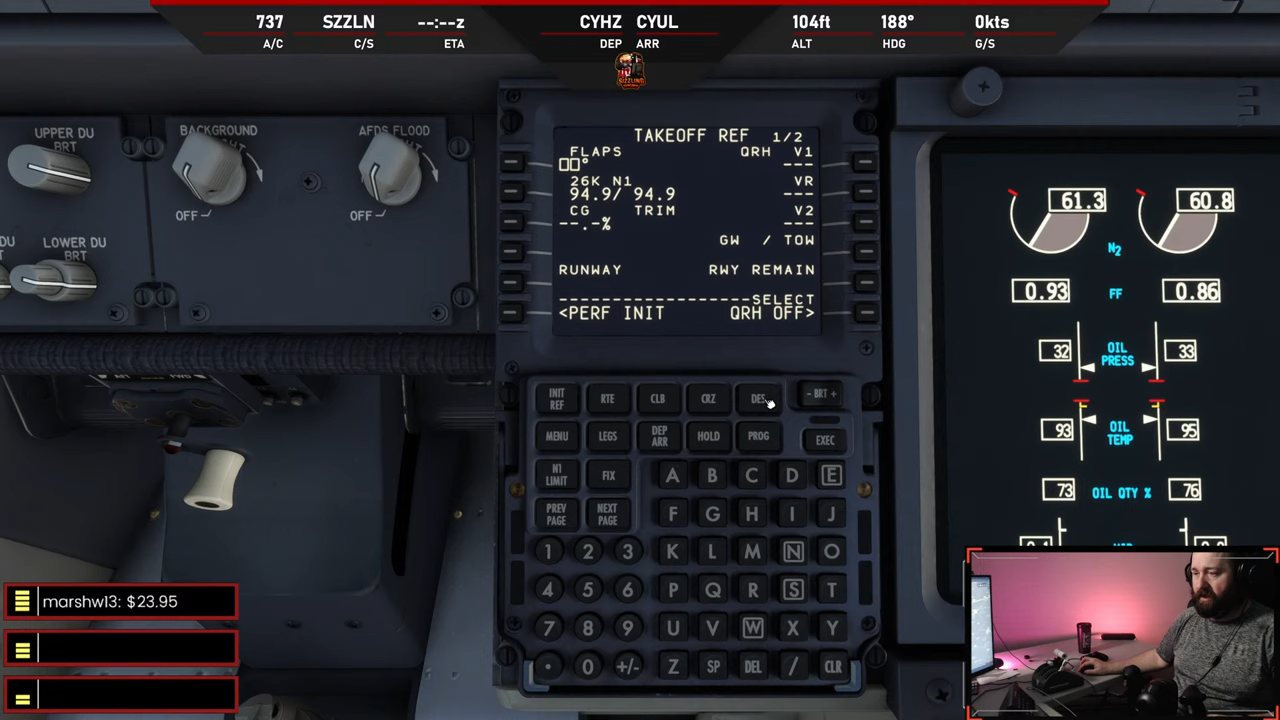 737 SZZLN --:--z CYHZ CYUL 104ft 188° 0kts
A/C C/S ETA DEP ARR ALT HDG G/S
SIZZLING
UPPER DU
BRT
BACKGROUND
AFDS FLOOD
OFF
OFF
LOWER DU
BRT
DU
TAKEOFF REF 1/2
FLAPS QRH V1
□□° ---
26K N1 VR
94.9/ 94.9 ---
CG TRIM V2
--.-% ---
GW / TOW
RUNWAY RWY REMAIN
----------------SELECT
<PERF INIT QRH OFF>
INIT REF RTE CLB CRZ DES - BRT +
MENU LEGS DEP ARR HOLD PROG EXEC
N1 LIMIT FIX A B C D E
PREV PAGE NEXT PAGE F G H I J
1 2 3 K L M N O
4 5 6 P Q R S T
7 8 9 U V W X Y
. 0 +/- Z SP DEL / CLR
61.3 60.8
N2
0.93 FF 0.86
32 OIL PRESS 33
93 OIL TEMP 95
73 OIL QTY % 76
marshwl3: $23.95